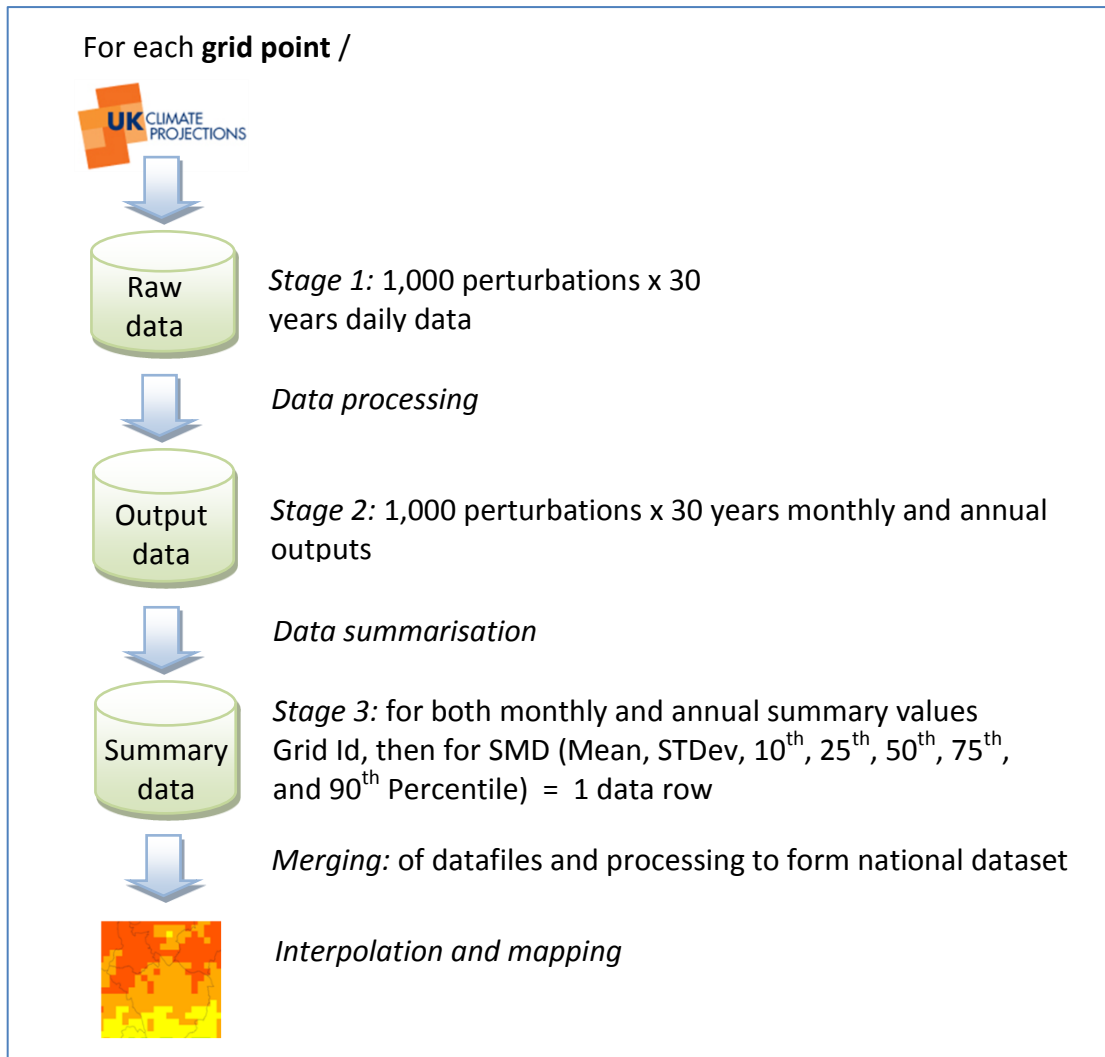 For each grid point /
UK CLIMATE
PROJECTIONS
Raw
data
Stage 1: 1,000 perturbations x 30
years daily data
Data processing
Output
data
Stage 2: 1,000 perturbations x 30 years monthly and annual
outputs
Data summarisation
Summary
data
Stage 3: for both monthly and annual summary values
Grid Id, then for SMD (Mean, STDev, 10th, 25th, 50th, 75th,
and 90th Percentile) = 1 data row
Merging: of datafiles and processing to form national dataset
Interpolation and mapping